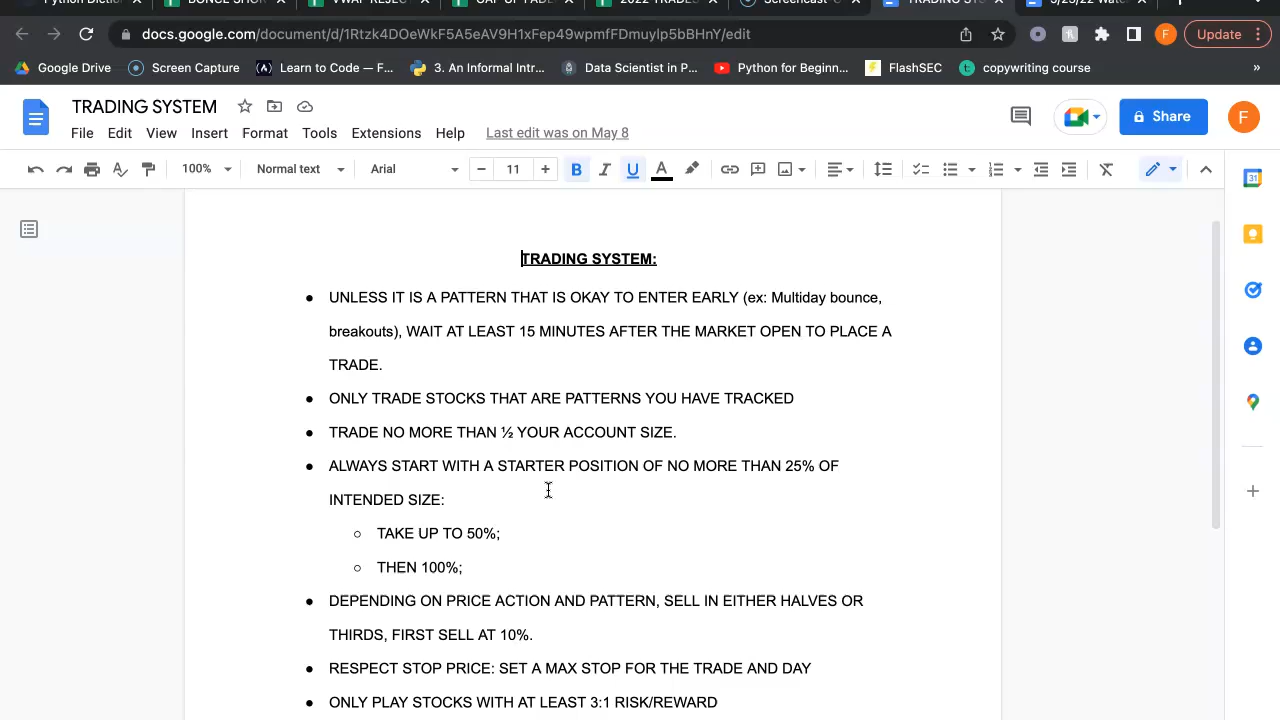 docs.google.com/document/d/1Rtzk4DOeWkF5A5eAV9H1xFep49wpmfFDmuylp5bBHnY/edit
Update
Google Drive Screen Capture Learn to Code — F... 3. An Informal Intr... Data Scientist in P... Python for Beginn... FlashSEC copywriting course »
TRADING SYSTEM
File Edit View Insert Format Tools Extensions Help Last edit was on May 8
Share
F
100% Normal text Arial 11
TRADING SYSTEM:
● UNLESS IT IS A PATTERN THAT IS OKAY TO ENTER EARLY (ex: Multiday bounce,
breakouts), WAIT AT LEAST 15 MINUTES AFTER THE MARKET OPEN TO PLACE A
TRADE.
● ONLY TRADE STOCKS THAT ARE PATTERNS YOU HAVE TRACKED
● TRADE NO MORE THAN ½ YOUR ACCOUNT SIZE.
● ALWAYS START WITH A STARTER POSITION OF NO MORE THAN 25% OF
INTENDED SIZE:
○ TAKE UP TO 50%;
○ THEN 100%;
● DEPENDING ON PRICE ACTION AND PATTERN, SELL IN EITHER HALVES OR
THIRDS, FIRST SELL AT 10%.
● RESPECT STOP PRICE: SET A MAX STOP FOR THE TRADE AND DAY
● ONLY PLAY STOCKS WITH AT LEAST 3:1 RISK/REWARD